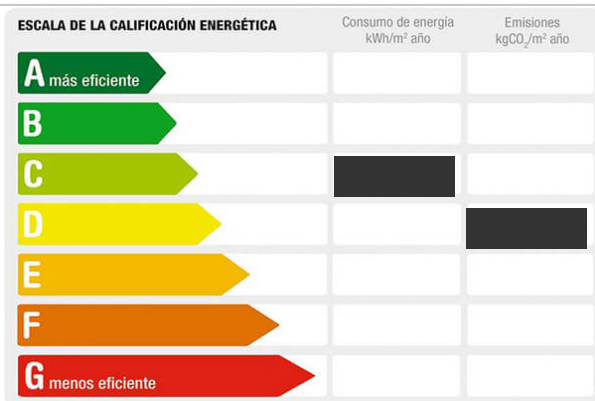 ESCALA DE LA CALIFICACIÓN ENERGÉTICA
Consumo de energía
kWh/m² año
Emisiones
kgCO₂/m² año
A más eficiente
B
C
D
E
F
G menos eficiente